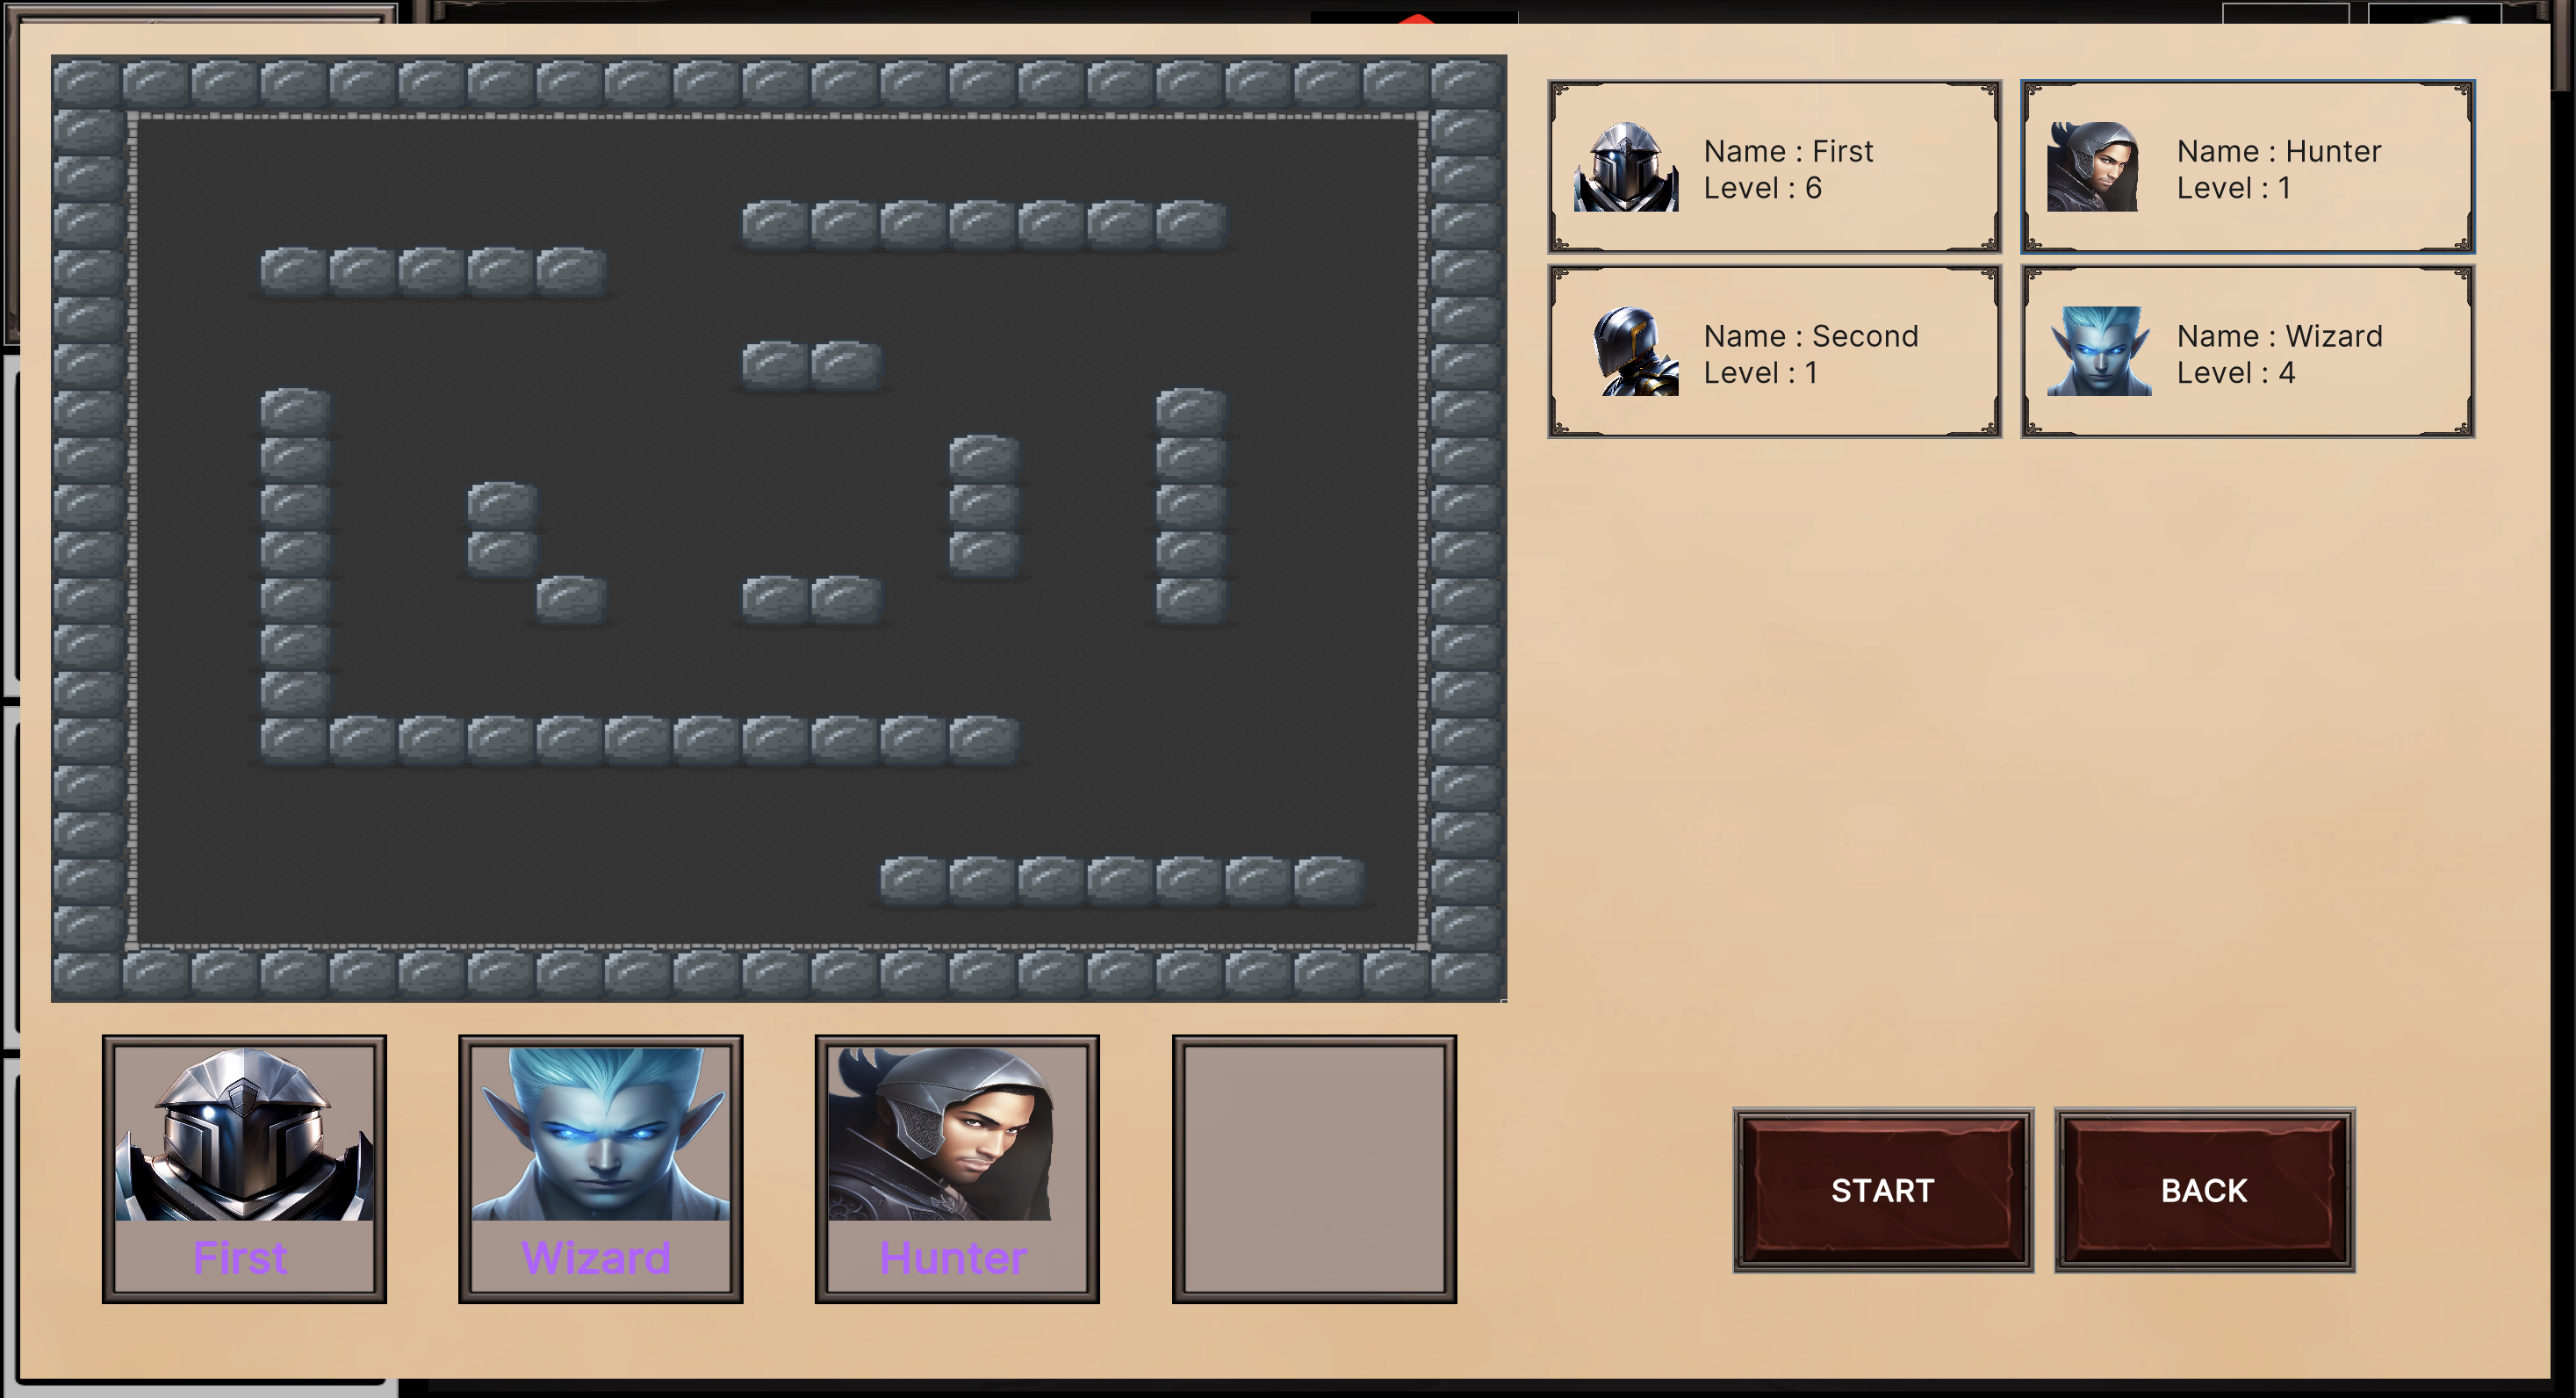 Name : First
Level : 6
Name : Hunter
Level : 1
Name : Second
Level : 1
Name : Wizard
Level : 4
First
Wizard
Hunter
START
BACK